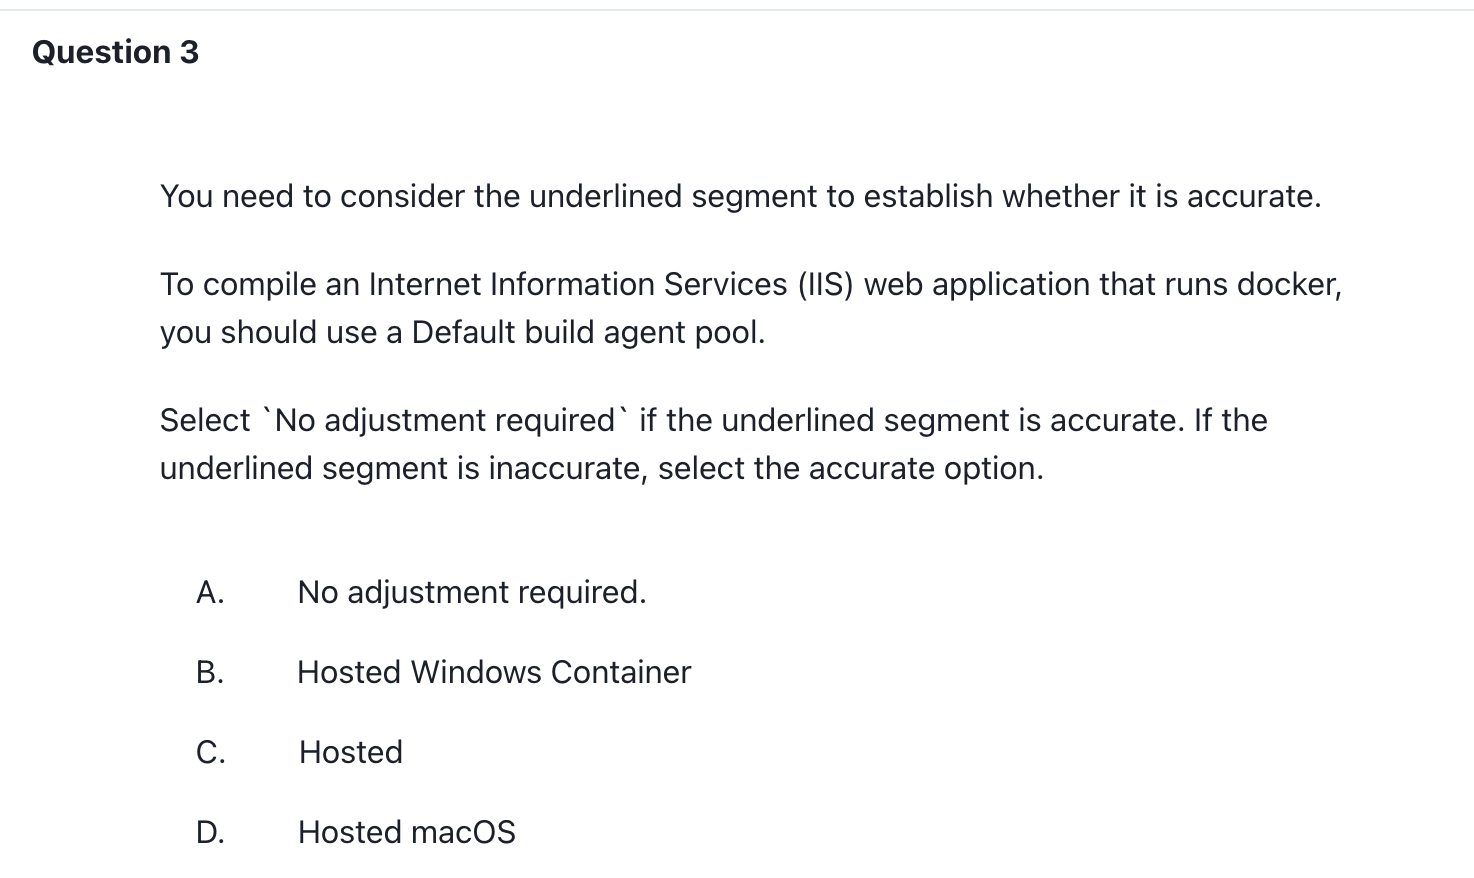 Question 3
You need to consider the underlined segment to establish whether it is accurate.
To compile an Internet Information Services (IIS) web application that runs docker,
you should use a Default build agent pool.
Select `No adjustment required` if the underlined segment is accurate. If the
underlined segment is inaccurate, select the accurate option.
A. No adjustment required.
B. Hosted Windows Container
C. Hosted
D. Hosted macOS